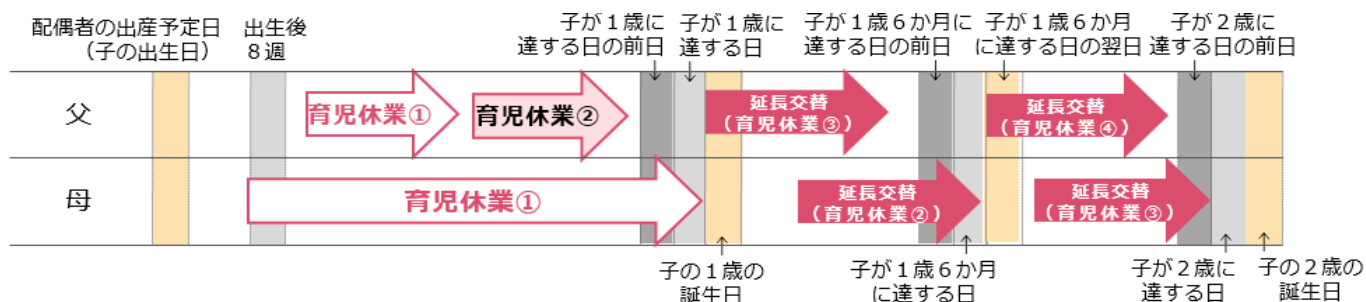 配偶者の出産予定日
（子の出生日）
出生後
８週
子が１歳に
達する日の前日
子が１歳に
達する日
子が１歳６か月に
達する日の前日
子が１歳６か月
に達する日の翌日
子が２歳に
達する日の前日
父
育児休業①
育児休業②
延長交替
（育児休業③）
延長交替
（育児休業④）
母
育児休業①
延長交替
（育児休業②）
延長交替
（育児休業③）
子の１歳の
誕生日
子が１歳６か月
に達する日
子が２歳に
達する日
子の２歳の
誕生日